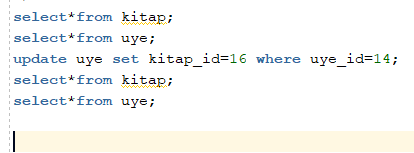 select*from kitap;
select*from uye;
update uye set kitap_id=16 where uye_id=14;
select*from kitap;
select*from uye;